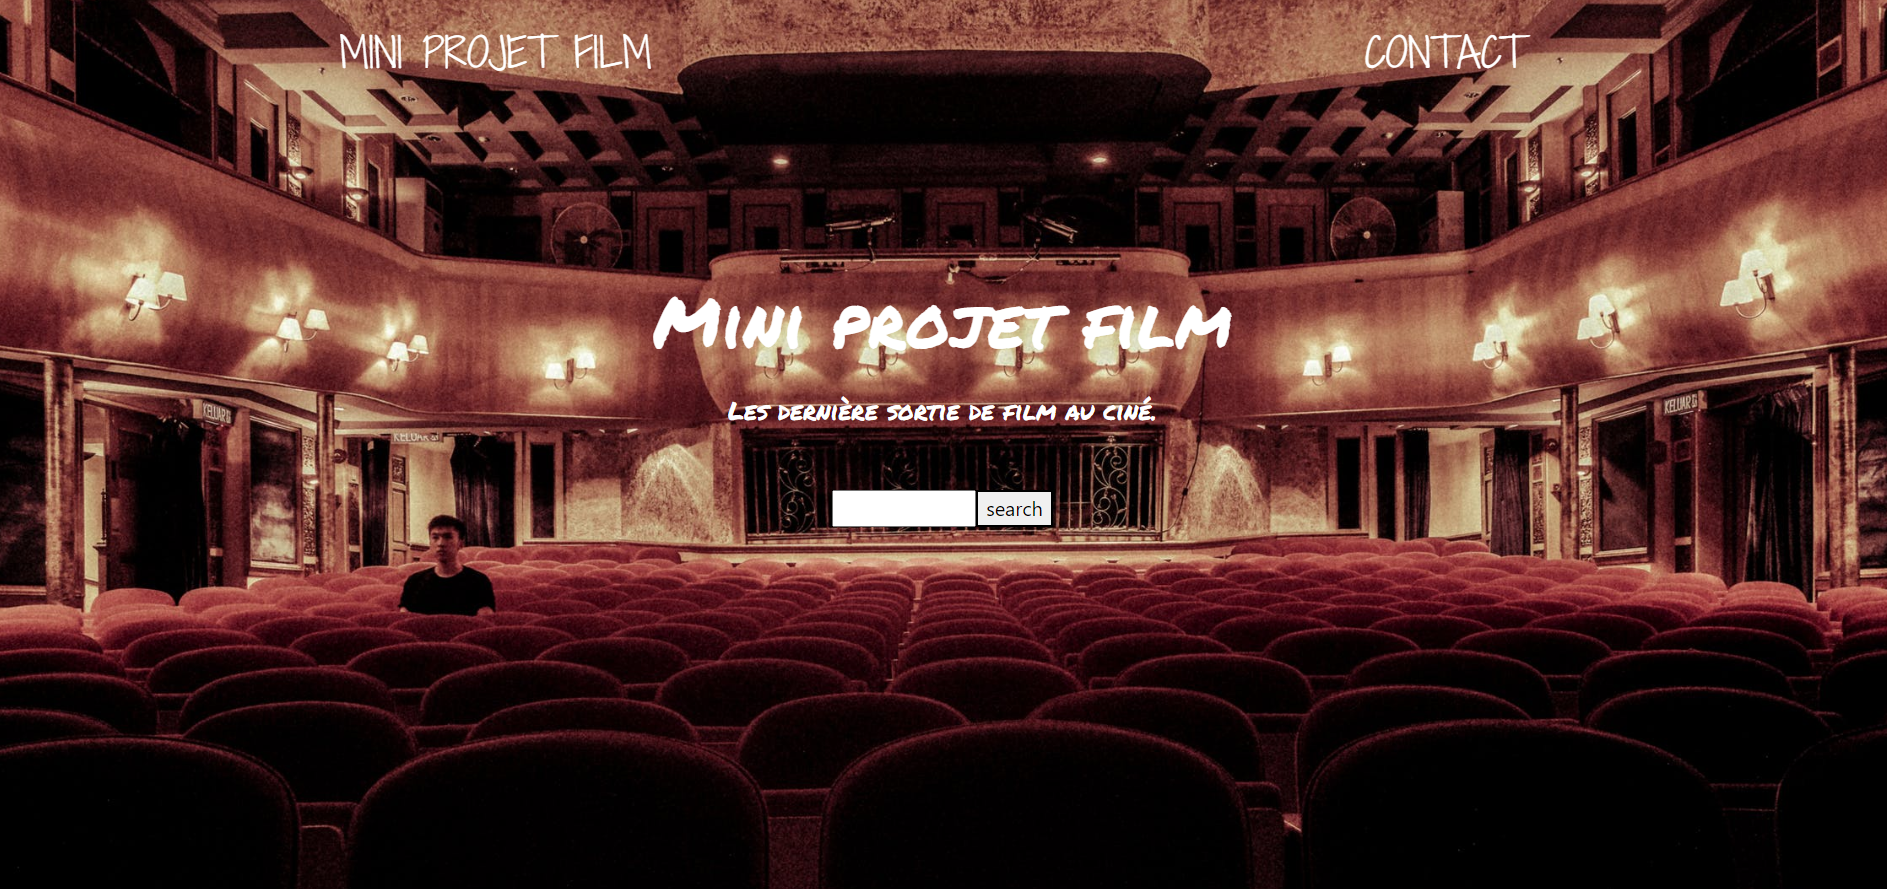 MINI PROJET FILM
CONTACT
Mini projet film
Les dernière sortie de film au ciné.
search
KELUAR
KELUAR
KELUAR